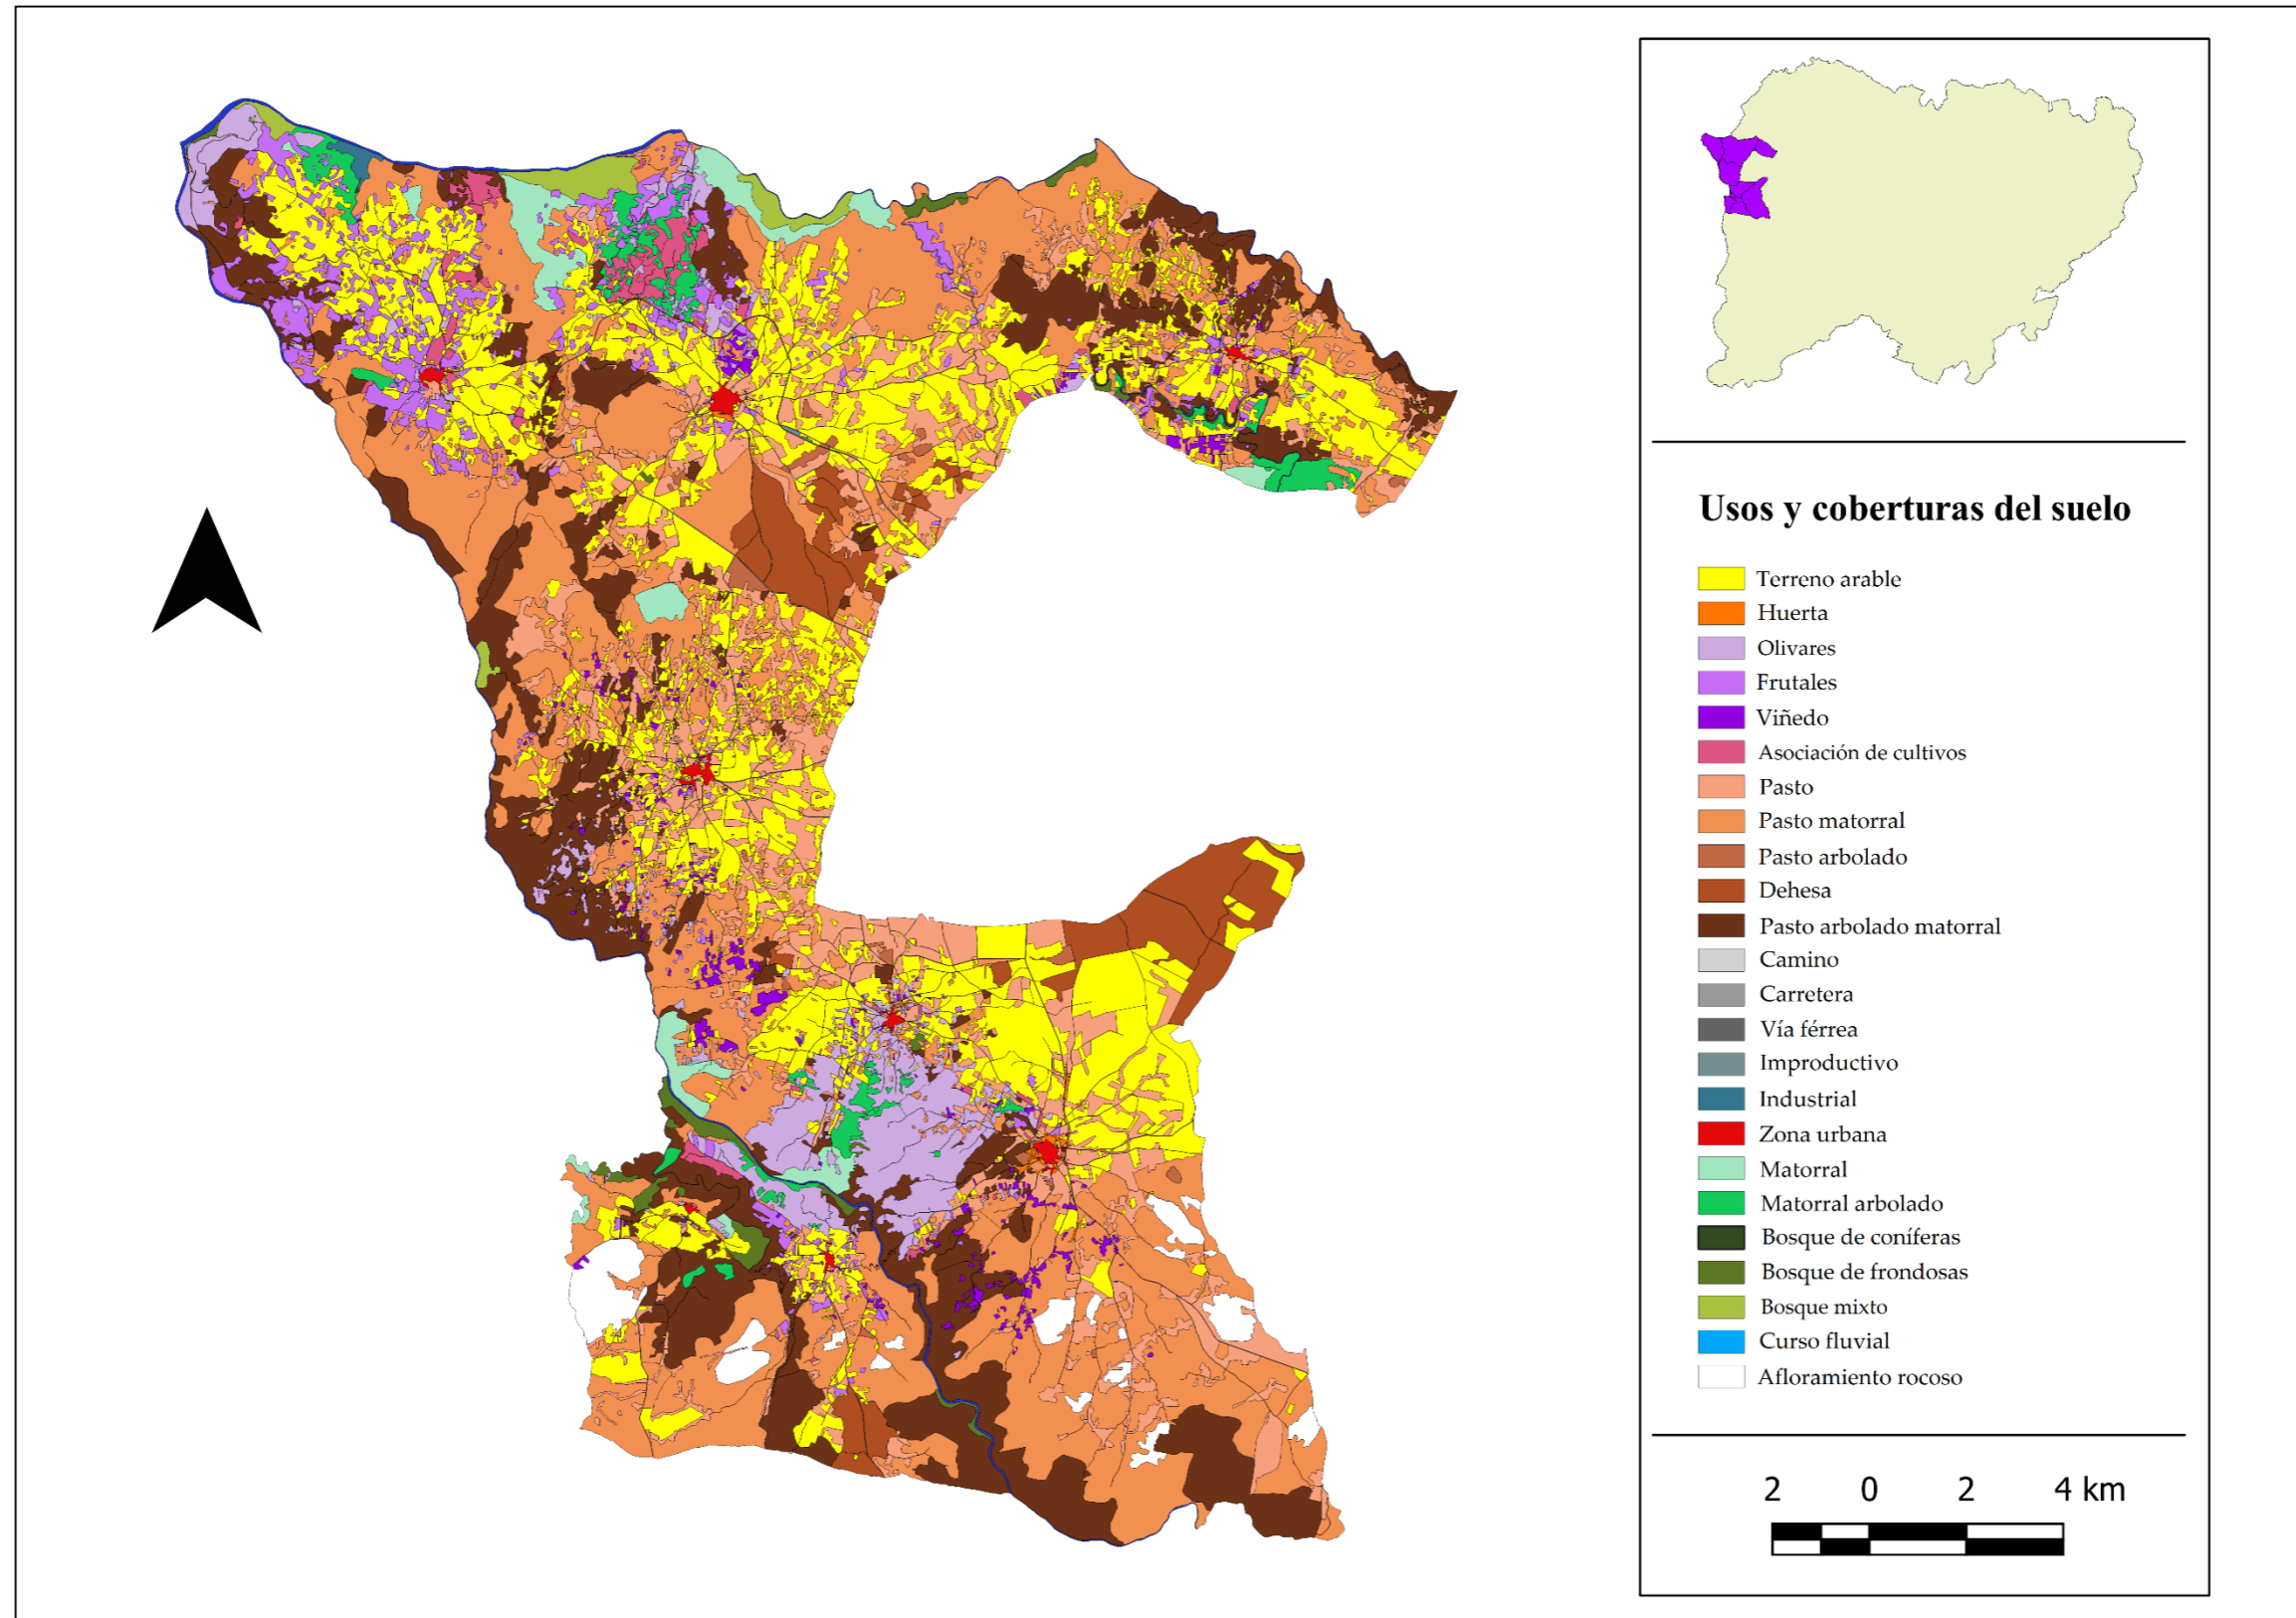 Usos y coberturas del suelo
Terreno arable
Huerta
Olivares
Frutales
Viñedo
Asociación de cultivos
Pasto
Pasto matorral
Pasto arbolado
Dehesa
Pasto arbolado matorral
Camino
Carretera
Vía férrea
Improductivo
Industrial
Zona urbana
Matorral
Matorral arbolado
Bosque de coníferas
Bosque de frondosas
Bosque mixto
Curso fluvial
Afloramiento rocoso
2 0 2 4 km